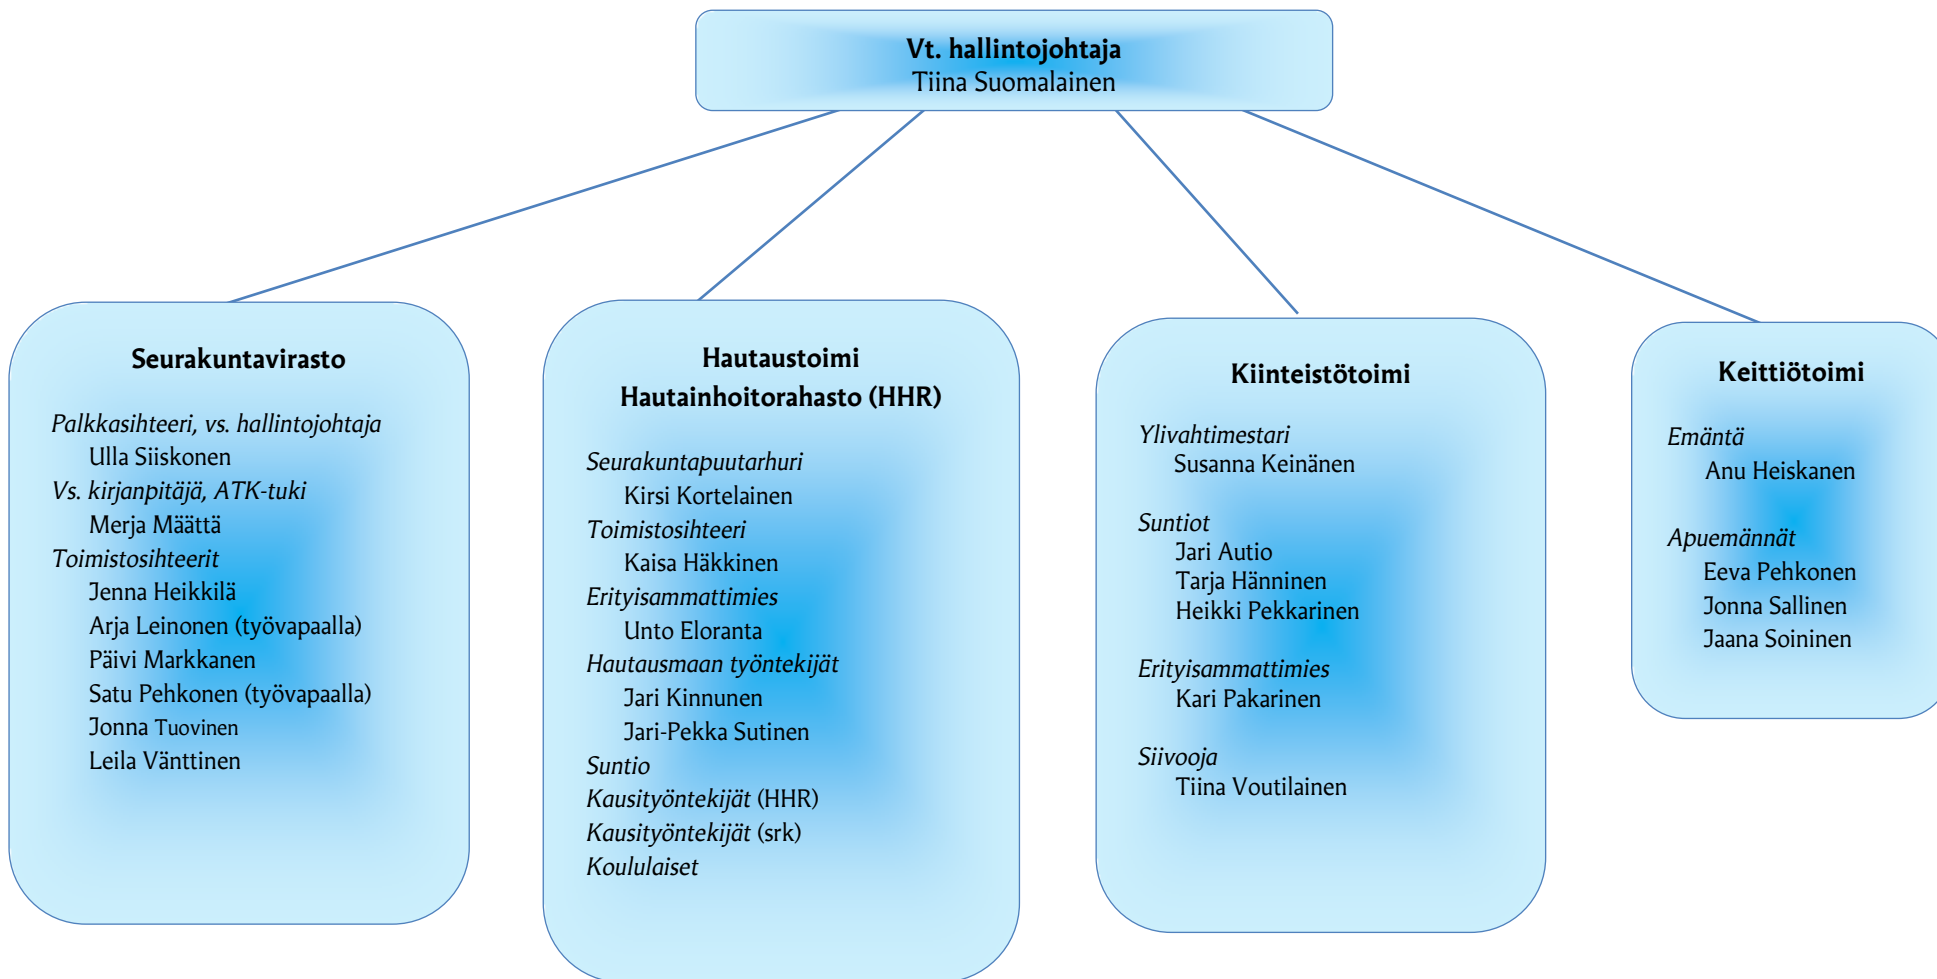 Vt. hallintojohtaja
Tiina Suomalainen
Seurakuntavirasto
Palkkasihteeri, vs. hallintojohtaja
Ulla Siiskonen
Vs. kirjanpitäjä, ATK-tuki
Merja Määttä
Toimistosihteerit
Jenna Heikkilä
Arja Leinonen (työvapaalla)
Päivi Markkanen
Satu Pehkonen (työvapaalla)
Jonna Tuovinen
Leila Vänttinen
Hautaustoimi
Hautainhoitorahasto (HHR)
Seurakuntapuutarhuri
Kirsi Kortelainen
Toimistosihteeri
Kaisa Häkkinen
Erityisammattimies
Unto Eloranta
Hautausmaan työntekijät
Jari Kinnunen
Jari-Pekka Sutinen
Suntio
Kausityöntekijät (HHR)
Kausityöntekijät (srk)
Koululaiset
Kiinteistötoimi
Ylivahtimestari
Susanna Keinänen
Suntiot
Jari Autio
Tarja Hänninen
Heikki Pekkarinen
Erityisammattimies
Kari Pakarinen
Siivooja
Tiina Voutilainen
Keittiötoimi
Emäntä
Anu Heiskanen
Apuemännät
Eeva Pehkonen
Jonna Sallinen
Jaana Soininen